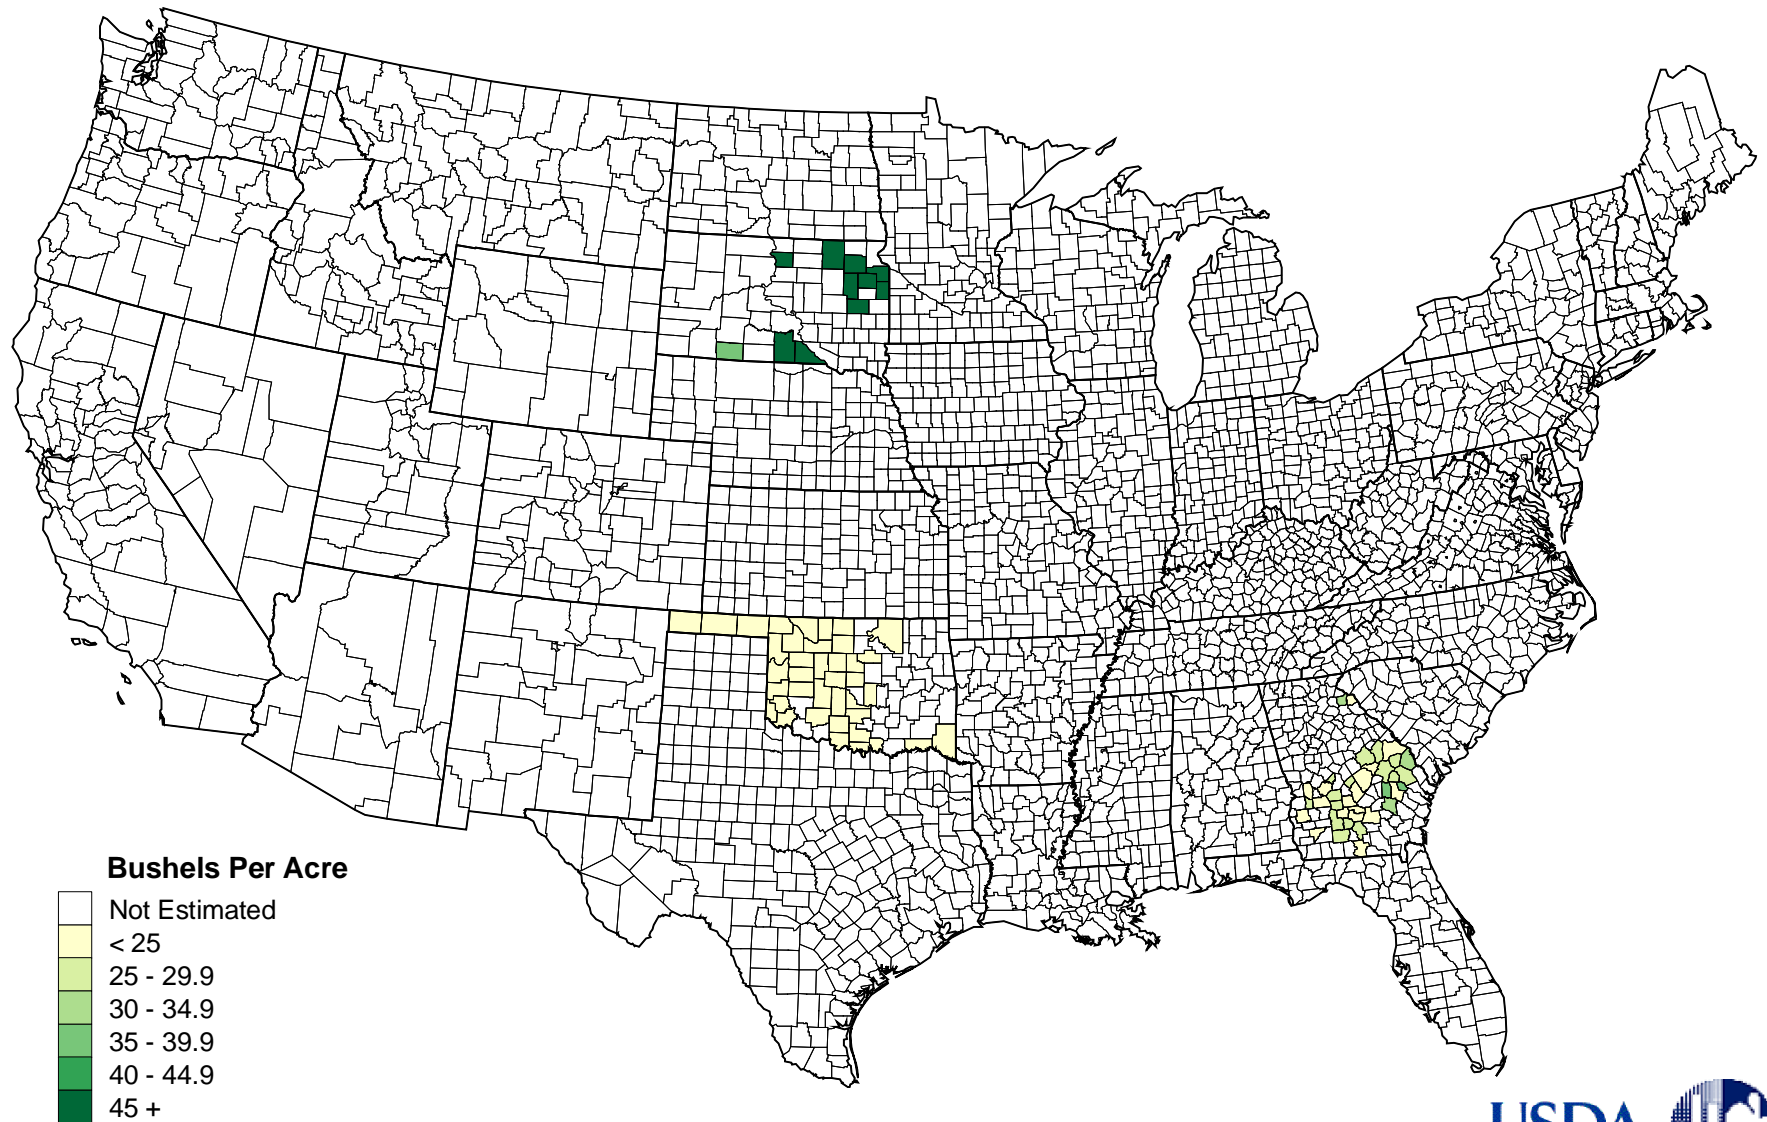 Bushels Per Acre
Not Estimated
< 25
25 - 29.9
30 - 34.9
35 - 39.9
40 - 44.9
45 +
USDA